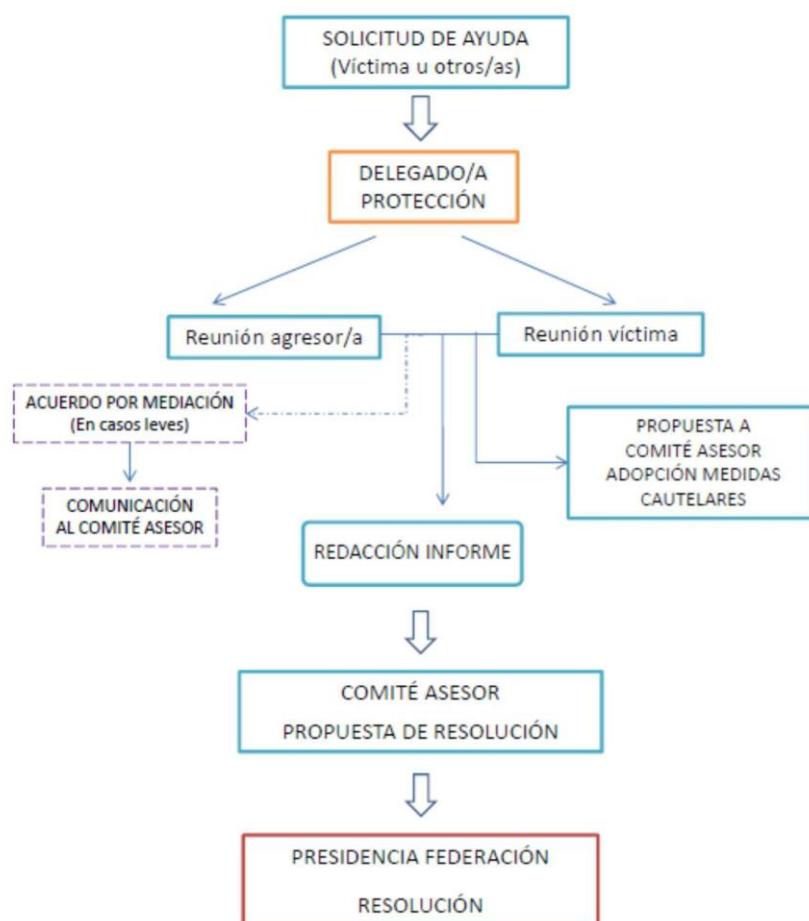 SOLICITUD DE AYUDA
(Víctima u otros/as)
DELEGADO/A
PROTECCIÓN
Reunión agresor/a
Reunión víctima
ACUERDO POR MEDIACIÓN
(En casos leves)
PROPUESTA A
COMITÉ ASESOR
ADOPCIÓN MEDIDAS
CAUTELARES
COMUNICACIÓN
AL COMITÉ ASESOR
REDACCIÓN INFORME
COMITÉ ASESOR
PROPUESTA DE RESOLUCIÓN
PRESIDENCIA FEDERACIÓN
RESOLUCIÓN